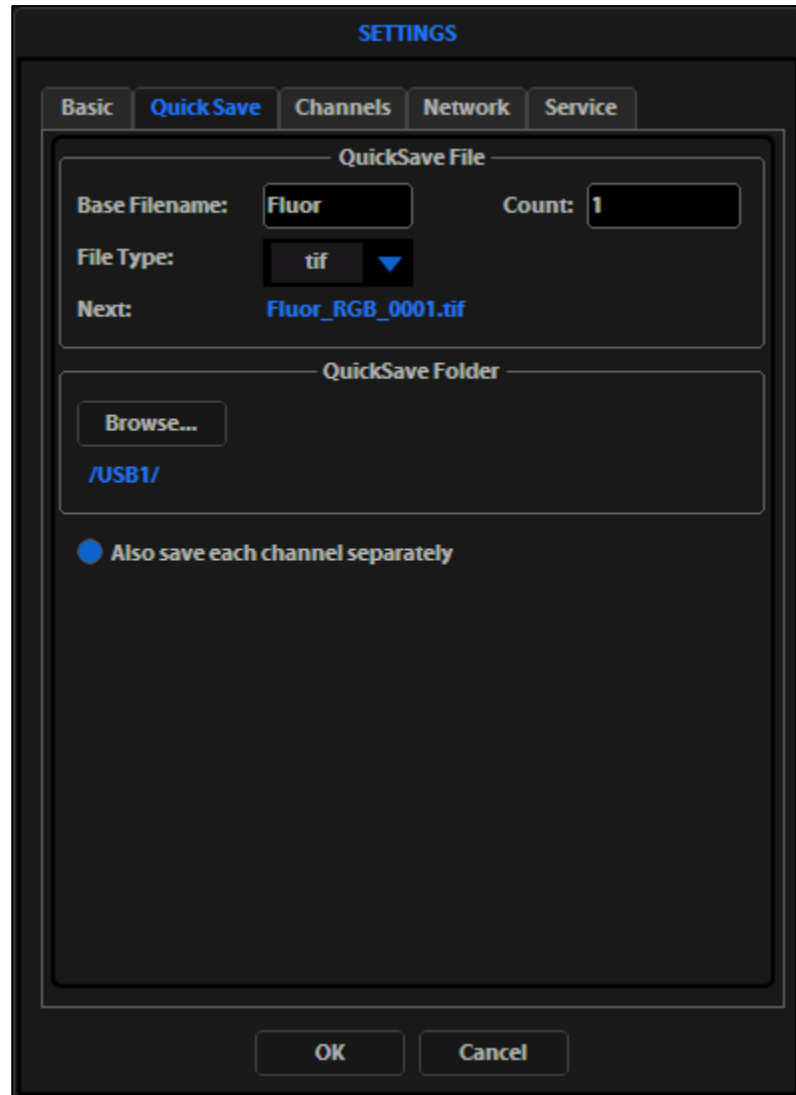 SETTINGS
Basic Quick Save Channels Network Service
QuickSave File
Base Filename: Fluor Count: 1
File Type: tif
Next: Fluor_RGB_0001.tif
QuickSave Folder
Browse...
/USB1/
Also save each channel separately
OK Cancel